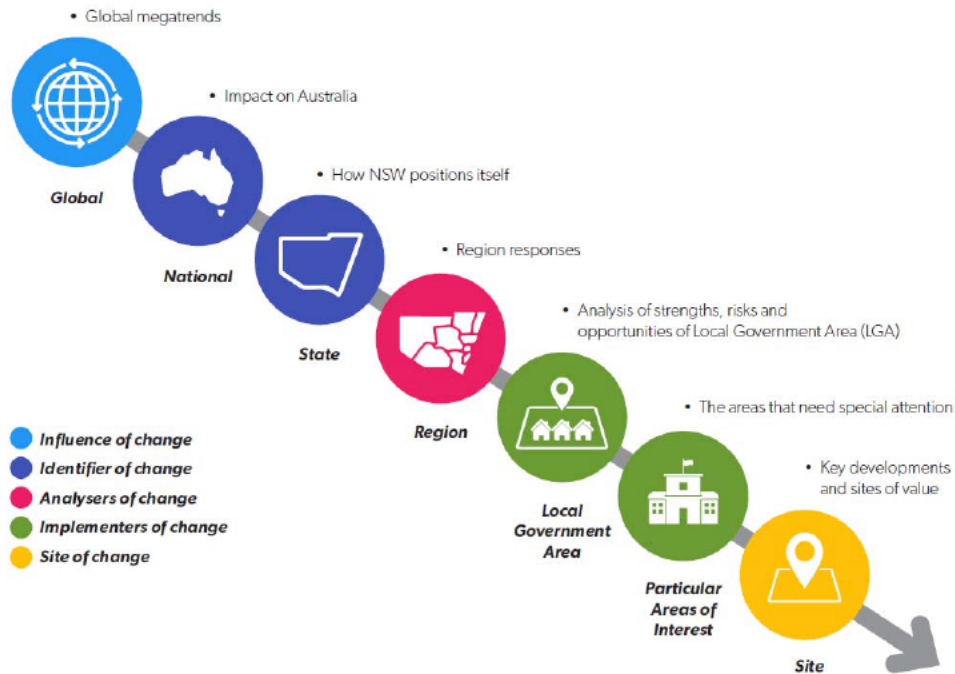 • Global megatrends
• Impact on Australia
Global
• How NSW positions itself
National
• Region responses
State
• Analysis of strengths, risks and
opportunities of Local Government Area (LGA)
Region
• The areas that need special attention
Influence of change
Identifier of change
Analysers of change
Implementers of change
Site of change
• Key developments
and sites of value
Local
Government
Area
Particular
Areas of
Interest
Site